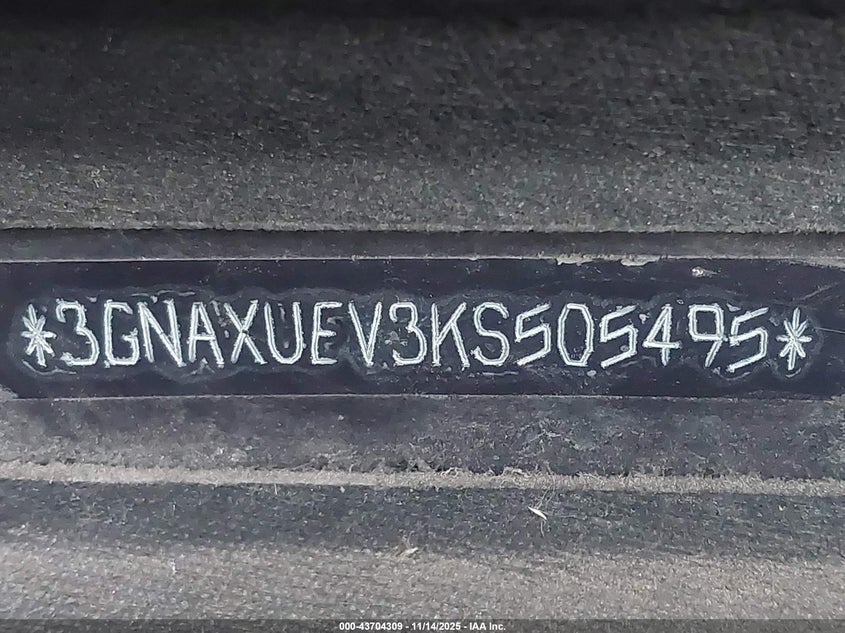 *3GNAXUEV3KS505495*
000-43704309 - 11/14/2025 - IAA Inc.